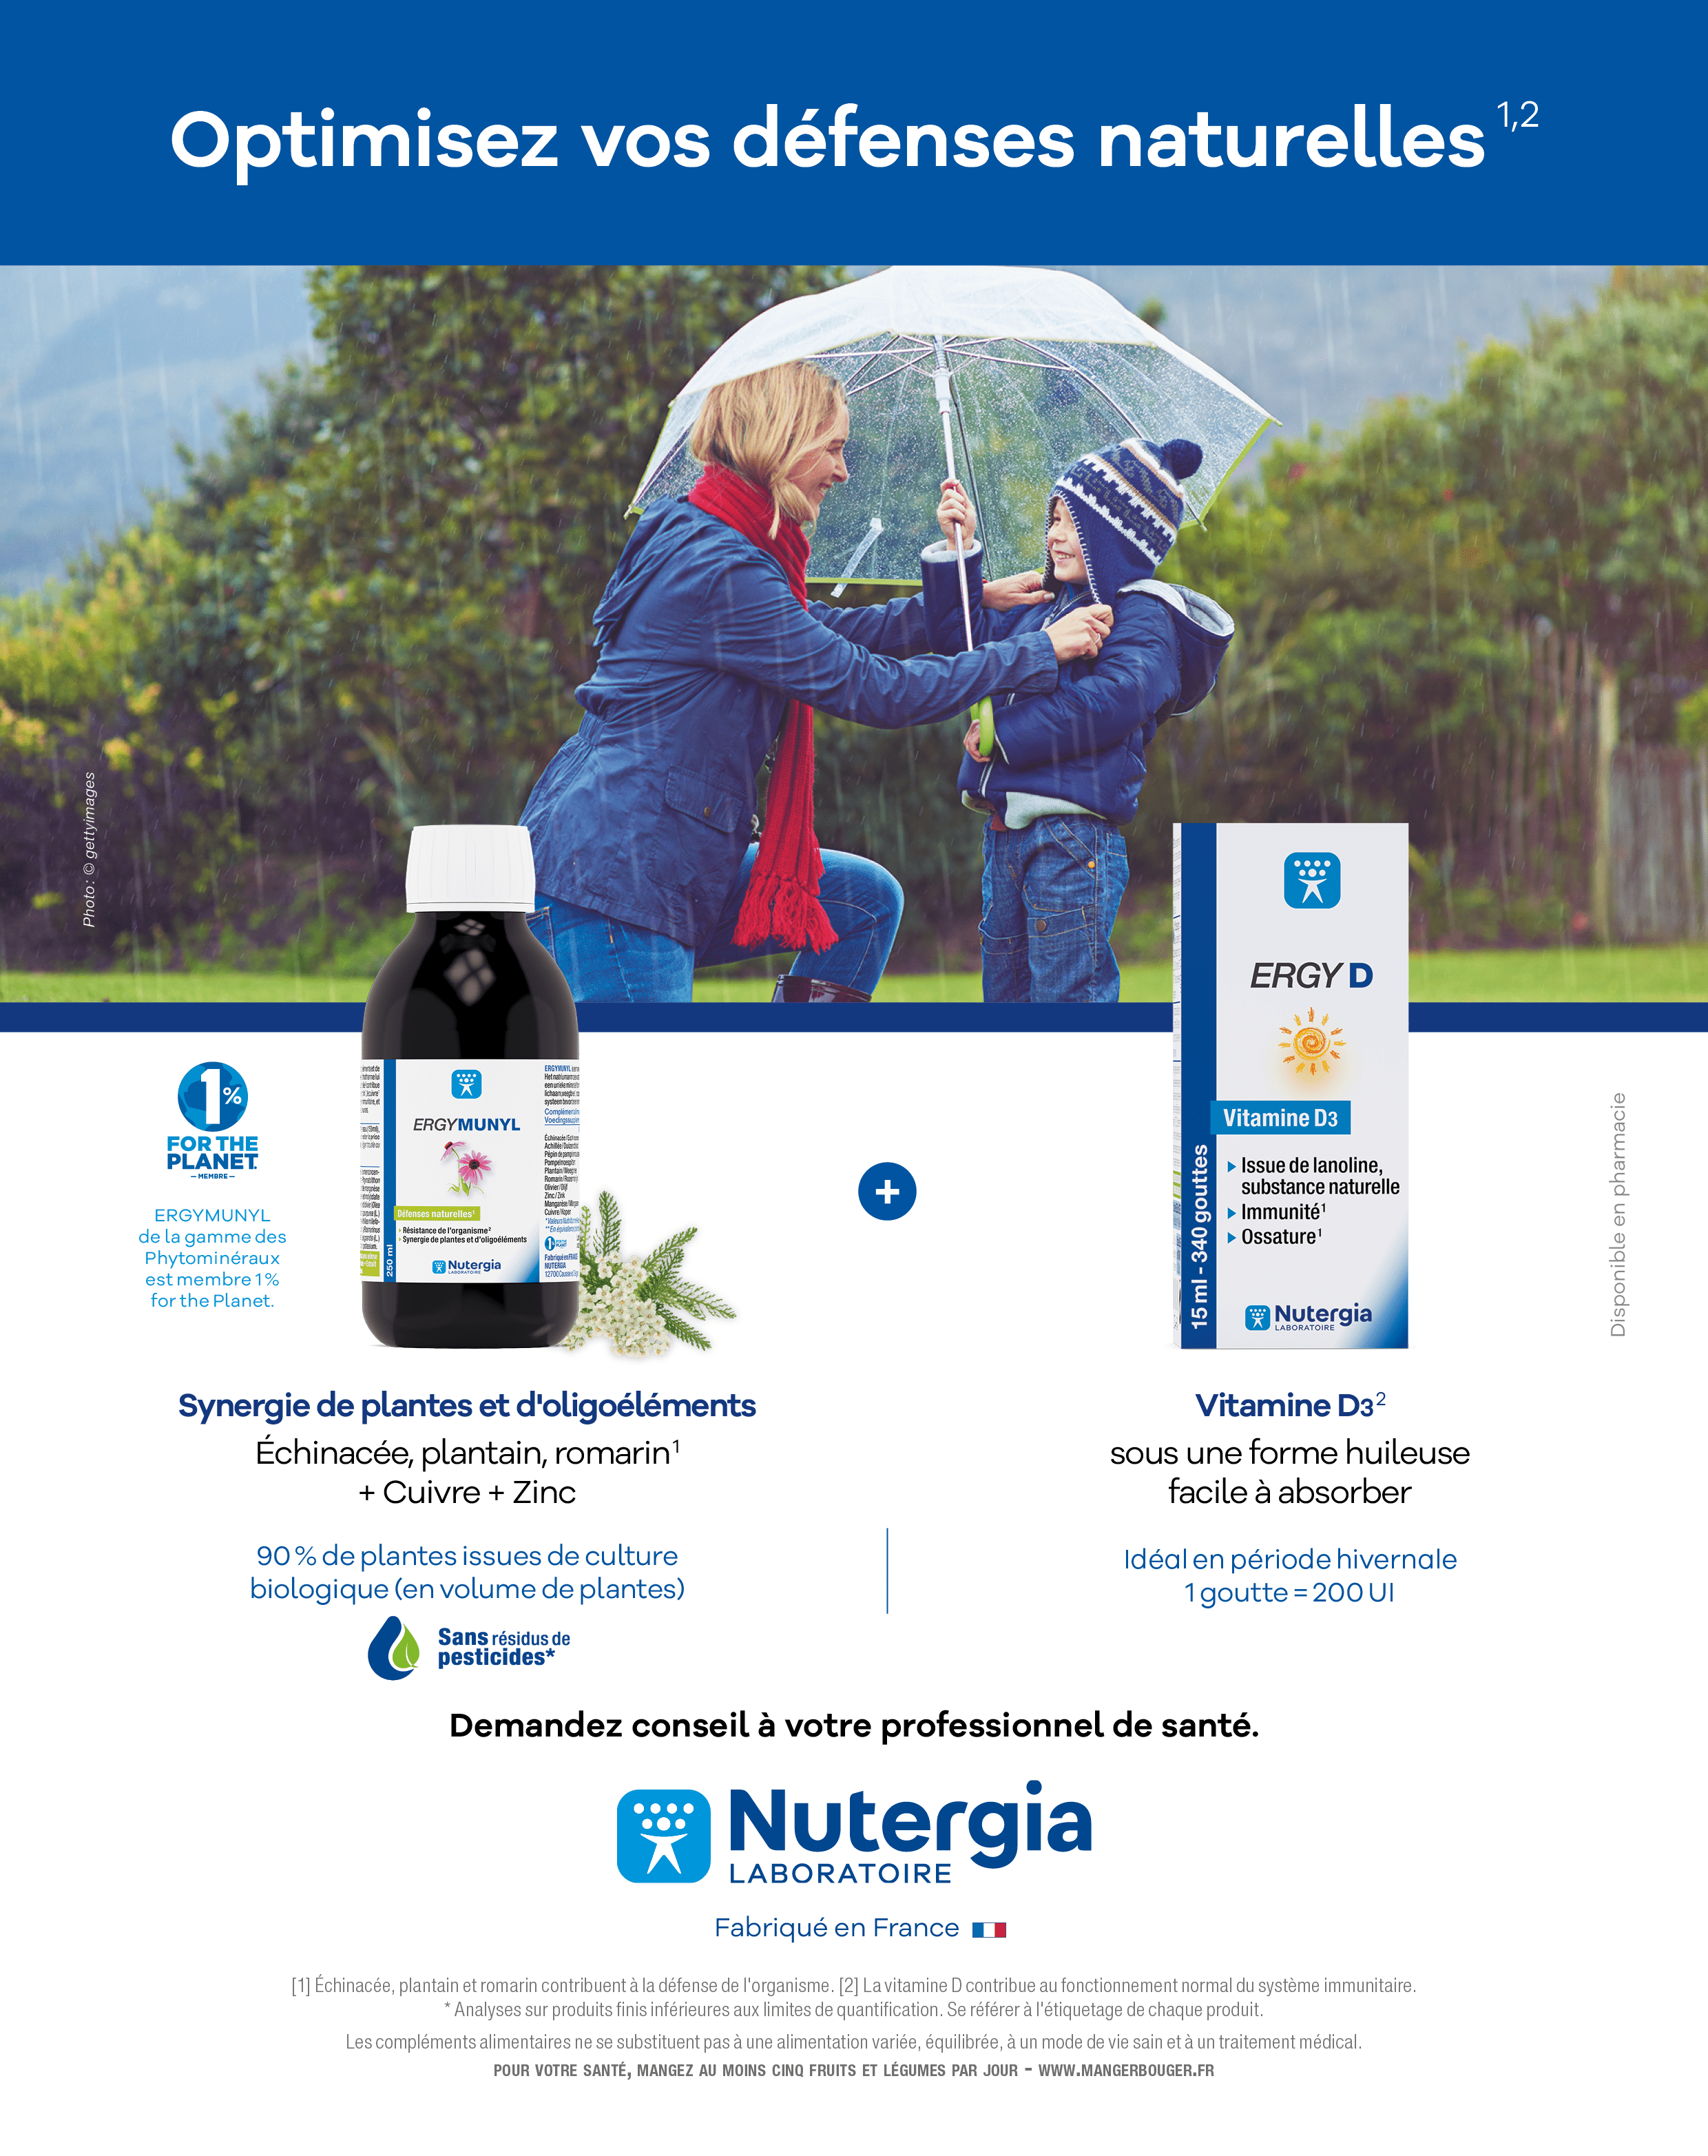 Optimisez vos défenses naturelles 1,2
Photo : © gettyimages
1%
FOR THE
PLANET
– MEMBRE –
ERGYMUNYL
de la gamme des
Phytominéraux
est membre 1 %
for the Planet.
ERGYMUNYL
Défenses naturelles¹
Résistance de l'organisme²
Synergie de plantes et d'oligoéléments
250 ml
Nutergia
LABORATOIRE
+
ERGY D
Vitamine D3
Issue de lanoline,
substance naturelle
Immunité¹
Ossature¹
15 ml - 340 gouttes
Nutergia
LABORATOIRE
Disponible en pharmacie
Synergie de plantes et d'oligoéléments
Échinacée, plantain, romarin¹
+ Cuivre + Zinc
90 % de plantes issues de culture
biologique (en volume de plantes)
Sans résidus de
pesticides*
Vitamine D3²
sous une forme huileuse
facile à absorber
Idéal en période hivernale
1 goutte = 200 UI
Demandez conseil à votre professionnel de santé.
Nutergia
LABORATOIRE
Fabriqué en France
[1] Échinacée, plantain et romarin contribuent à la défense de l'organisme. [2] La vitamine D contribue au fonctionnement normal du système immunitaire.
* Analyses sur produits finis inférieures aux limites de quantification. Se référer à l'étiquetage de chaque produit.
Les compléments alimentaires ne se substituent pas à une alimentation variée, équilibrée, à un mode de vie sain et à un traitement médical.
POUR VOTRE SANTÉ, MANGEZ AU MOINS CINQ FRUITS ET LÉGUMES PAR JOUR - WWW.MANGERBOUGER.FR